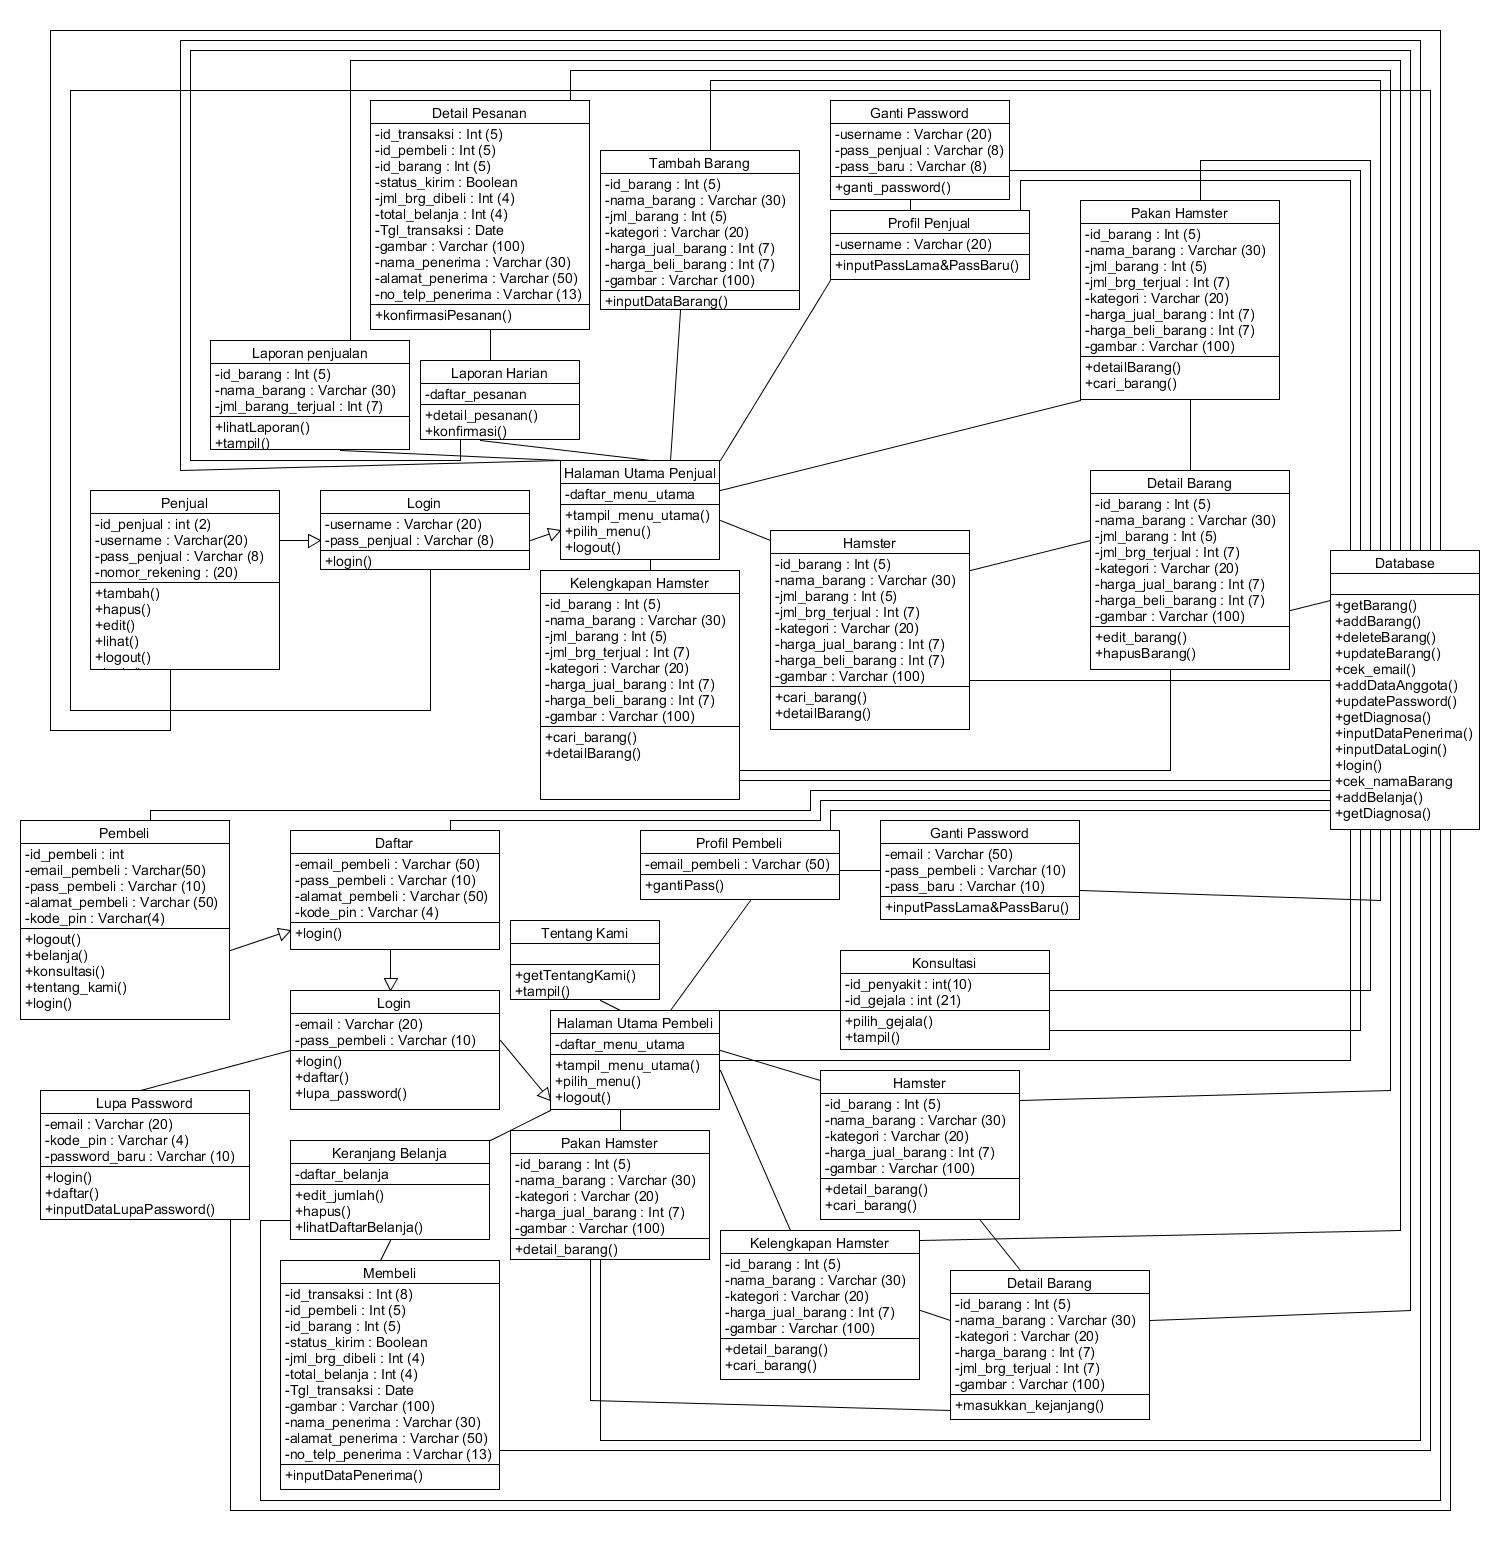 Detail Pesanan
-id_transaksi : Int (5)
-id_pembeli : Int (5)
-id_barang : Int (5)
-status_kirim : Boolean
-jml_brg_dibeli : Int (4)
-total_belanja : Int (4)
-Tgl_transaksi : Date
-gambar : Varchar (100)
-nama_penerima : Varchar (30)
-alamat_penerima : Varchar (50)
-no_telp_penerima : Varchar (13)
+konfirmasiPesanan()
Tambah Barang
-id_barang : Int (5)
-nama_barang : Varchar (30)
-jml_barang : Int (5)
-kategori : Varchar (20)
-harga_jual_barang : Int (7)
-harga_beli_barang : Int (7)
-gambar : Varchar (100)
+inputDataBarang()
Ganti Password
-username : Varchar (20)
-pass_penjual : Varchar (8)
-pass_baru : Varchar (8)
+ganti_password()
Profil Penjual
-username : Varchar (20)
+inputPassLama&PassBaru()
Pakan Hamster
-id_barang : Int (5)
-nama_barang : Varchar (30)
-jml_barang : Int (5)
-jml_brg_terjual : Int (7)
-kategori : Varchar (20)
-harga_jual_barang : Int (7)
-harga_beli_barang : Int (7)
-gambar : Varchar (100)
+detailBarang()
+cari_barang()
Laporan penjualan
-id_barang : Int (5)
-nama_barang : Varchar (30)
-jml_barang_terjual : Int (7)
+lihatLaporan()
+tampil()
Laporan Harian
-daftar_pesanan
+detail_pesanan()
+konfirmasi()
Halaman Utama Penjual
-daftar_menu_utama
+tampil_menu_utama()
+pilih_menu()
+logout()
Penjual
-id_penjual : int (2)
-username : Varchar(20)
-pass_penjual : Varchar (8)
-nomor_rekening : (20)
+tambah()
+hapus()
+edit()
+lihat()
+logout()
Login
-username : Varchar (20)
-pass_penjual : Varchar (8)
+login()
Kelengkapan Hamster
-id_barang : Int (5)
-nama_barang : Varchar (30)
-jml_barang : Int (5)
-jml_brg_terjual : Int (7)
-kategori : Varchar (20)
-harga_jual_barang : Int (7)
-harga_beli_barang : Int (7)
-gambar : Varchar (100)
+cari_barang()
+detailBarang()
Hamster
-id_barang : Int (5)
-nama_barang : Varchar (30)
-jml_barang : Int (5)
-jml_brg_terjual : Int (7)
-kategori : Varchar (20)
-harga_jual_barang : Int (7)
-harga_beli_barang : Int (7)
-gambar : Varchar (100)
+cari_barang()
+detailBarang()
Detail Barang
-id_barang : Int (5)
-nama_barang : Varchar (30)
-jml_barang : Int (5)
-jml_brg_terjual : Int (7)
-kategori : Varchar (20)
-harga_jual_barang : Int (7)
-harga_beli_barang : Int (7)
-gambar : Varchar (100)
+edit_barang()
+hapusBarang()
Database
+getBarang()
+addBarang()
+deleteBarang()
+updateBarang()
+cek_email()
+addDataAnggota()
+updatePassword()
+getDiagnosa()
+inputDataPenerima()
+inputDataLogin()
+login()
+cek_namaBarang
+addBelanja()
+getDiagnosa()
Pembeli
-id_pembeli : int
-email_pembeli : Varchar(50)
-pass_pembeli : Varchar (10)
-alamat_pembeli : Varchar (50)
-kode_pin : Varchar(4)
+logout()
+belanja()
+konsultasi()
+tentang_kami()
+login()
Daftar
-email_pembeli : Varchar (50)
-pass_pembeli : Varchar (10)
-alamat_pembeli : Varchar (50)
-kode_pin : Varchar (4)
+login()
Profil Pembeli
-email_pembeli : Varchar (50)
+gantiPass()
Ganti Password
-email : Varchar (50)
-pass_pembeli : Varchar (10)
-pass_baru : Varchar (10)
+inputPassLama&PassBaru()
Tentang Kami
+getTentangKami()
+tampil()
Konsultasi
-id_penyakit : int(10)
-id_gejala : int (21)
+pilih_gejala()
+tampil()
Login
-email : Varchar (20)
-pass_pembeli : Varchar (10)
+login()
+daftar()
+lupa_password()
Halaman Utama Pembeli
-daftar_menu_utama
+tampil_menu_utama()
+pilih_menu()
+logout()
Lupa Password
-email : Varchar (20)
-kode_pin : Varchar (4)
-password_baru : Varchar (10)
+login()
+daftar()
+inputDataLupaPassword()
Keranjang Belanja
-daftar_belanja
+edit_jumlah()
+hapus()
+lihatDaftarBelanja()
Pakan Hamster
-id_barang : Int (5)
-nama_barang : Varchar (30)
-kategori : Varchar (20)
-harga_jual_barang : Int (7)
-gambar : Varchar (100)
+detail_barang()
Hamster
-id_barang : Int (5)
-nama_barang : Varchar (30)
-kategori : Varchar (20)
-harga_jual_barang : Int (7)
-gambar : Varchar (100)
+detail_barang()
+cari_barang()
Kelengkapan Hamster
-id_barang : Int (5)
-nama_barang : Varchar (30)
-kategori : Varchar (20)
-harga_jual_barang : Int (7)
-gambar : Varchar (100)
+detail_barang()
+cari_barang()
Detail Barang
-id_barang : Int (5)
-nama_barang : Varchar (30)
-kategori : Varchar (20)
-harga_barang : Int (7)
-jml_brg_terjual : Int (7)
-gambar : Varchar (100)
+masukkan_kejanjang()
Membeli
-id_transaksi : Int (8)
-id_pembeli : Int (5)
-id_barang : Int (5)
-status_kirim : Boolean
-jml_brg_dibeli : Int (4)
-total_belanja : Int (4)
-Tgl_transaksi : Date
-gambar : Varchar (100)
-nama_penerima : Varchar (30)
-alamat_penerima : Varchar (50)
-no_telp_penerima : Varchar (13)
+inputDataPenerima()